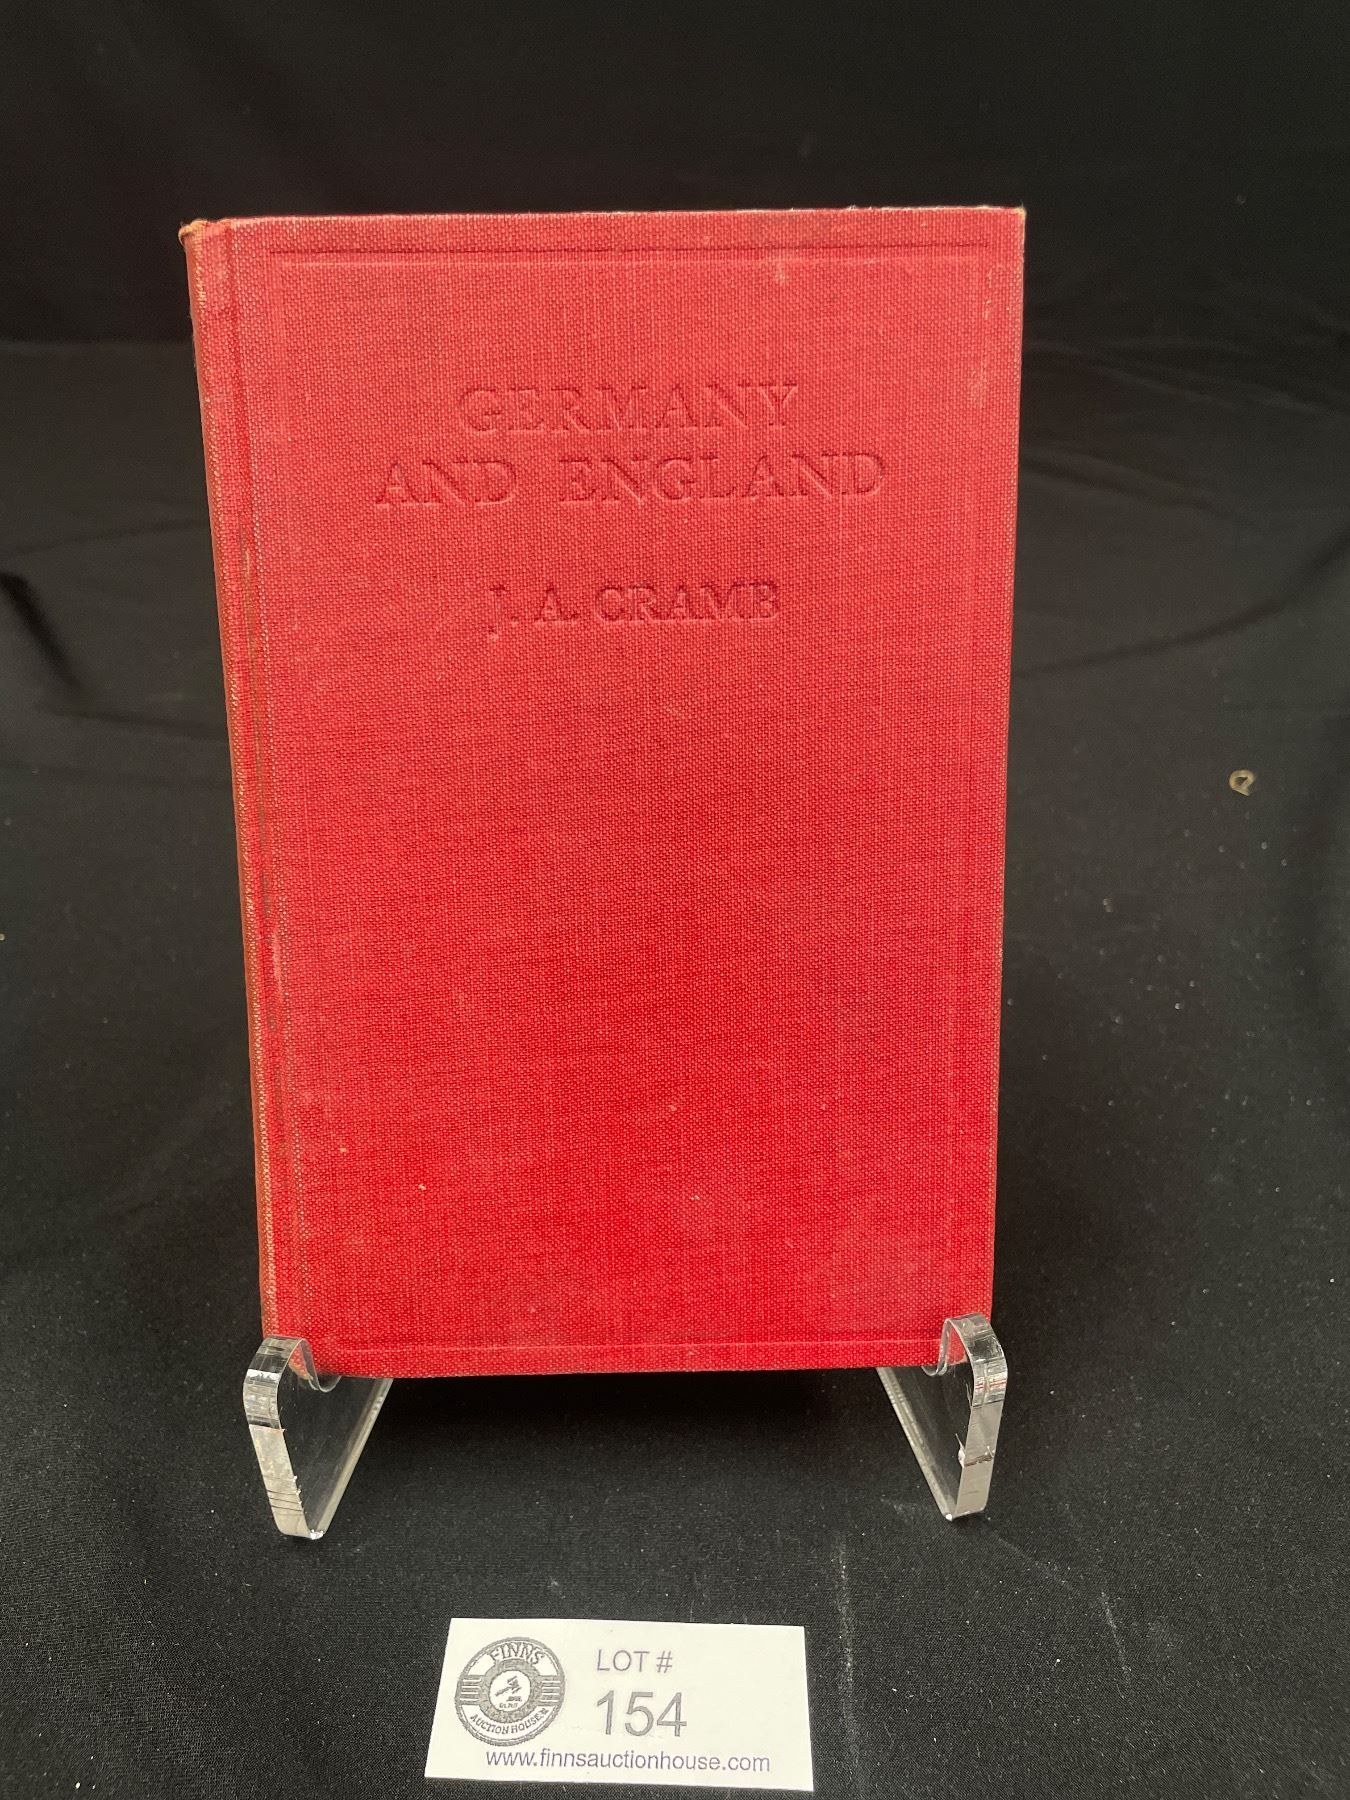 GERMANY
AND ENGLAND
J. A. CRAMB
FINNS
AUCTION HOUSE
LOT #
154
www.finnsauctionhouse.com